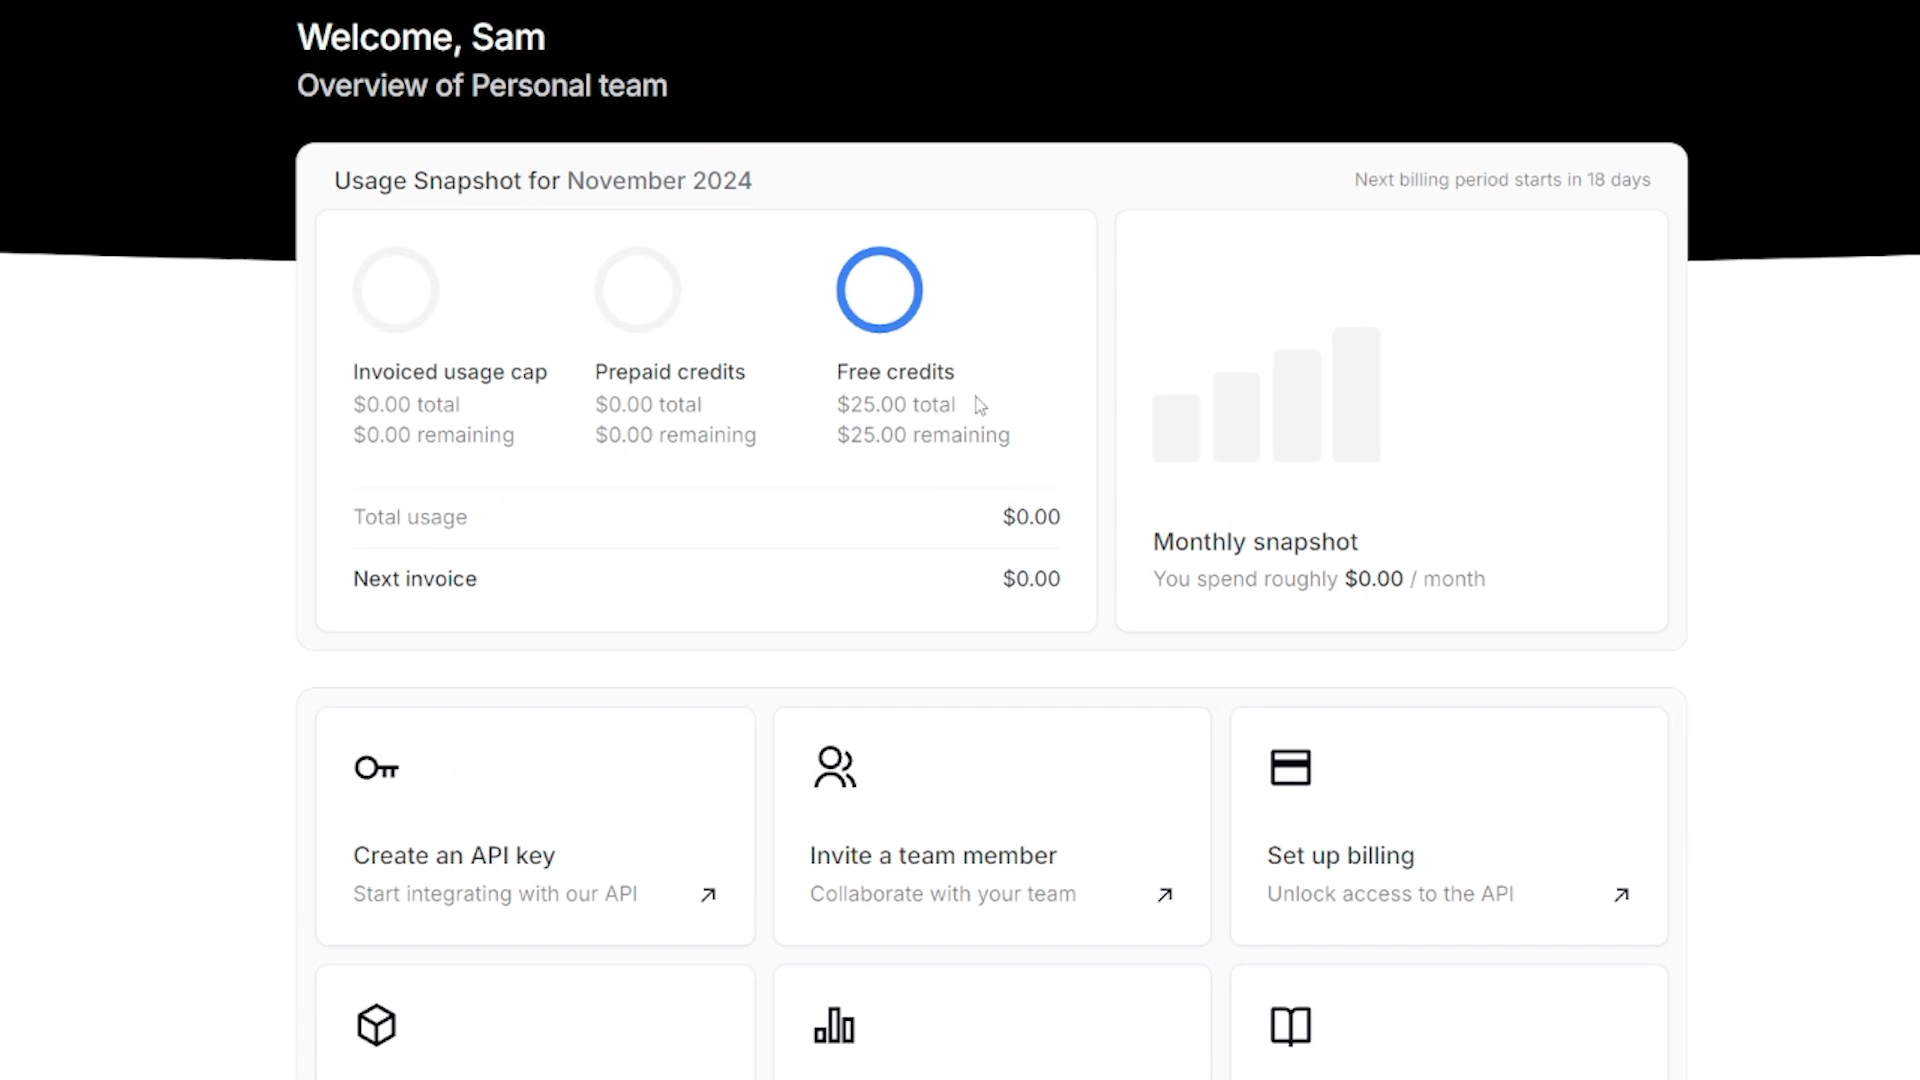 Welcome, Sam
Overview of Personal team
Usage Snapshot for November 2024
Next billing period starts in 18 days
Invoiced usage cap
$0.00 total
$0.00 remaining
Prepaid credits
$0.00 total
$0.00 remaining
Free credits
$25.00 total
$25.00 remaining
Total usage
$0.00
Next invoice
$0.00
Monthly snapshot
You spend roughly $0.00 / month
Create an API key
Start integrating with our API
Invite a team member
Collaborate with your team
Set up billing
Unlock access to the API